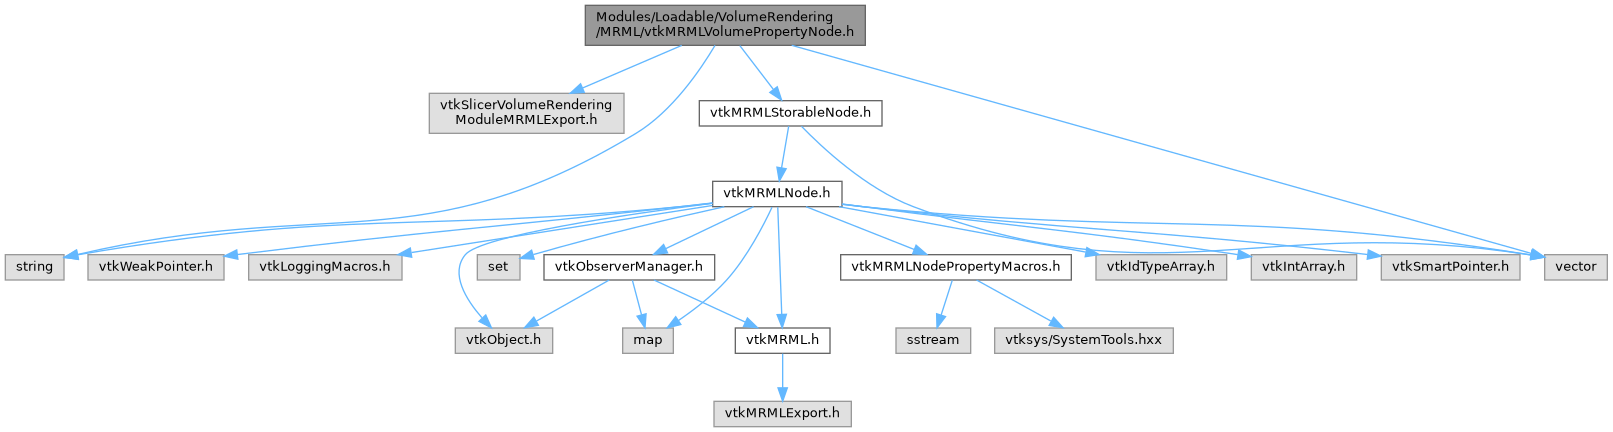 Modules/Loadable/VolumeRendering
/MRML/vtkMRMLVolumePropertyNode.h
vtkSlicerVolumeRendering
ModuleMRMLExport.h
vtkMRMLStorableNode.h
vtkMRMLNode.h
string
vtkWeakPointer.h
vtkLoggingMacros.h
set
vtkObserverManager.h
vtkMRMLNodePropertyMacros.h
vtkIdTypeArray.h
vtkIntArray.h
vtkSmartPointer.h
vector
vtkObject.h
map
vtkMRML.h
sstream
vtksys/SystemTools.hxx
vtkMRMLExport.h